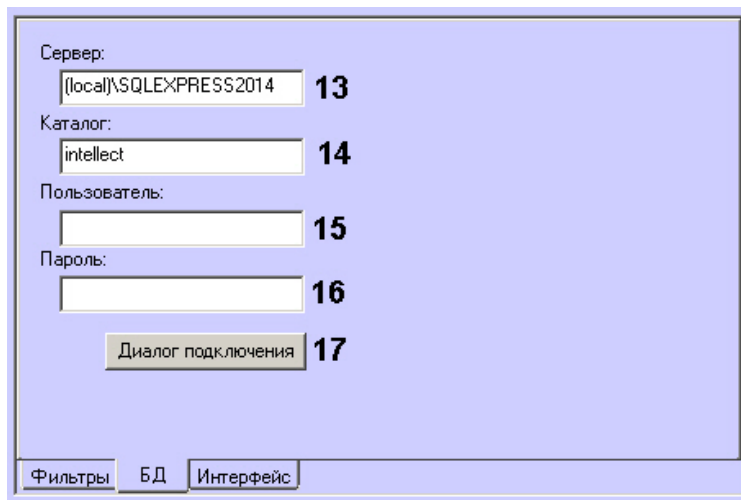 Сервер:
(local)\SQLEXPRESS2014 13
Каталог:
intellect 14
Пользователь:
15
Пароль:
16
Диалог подключения 17
Фильтры БД Интерфейс